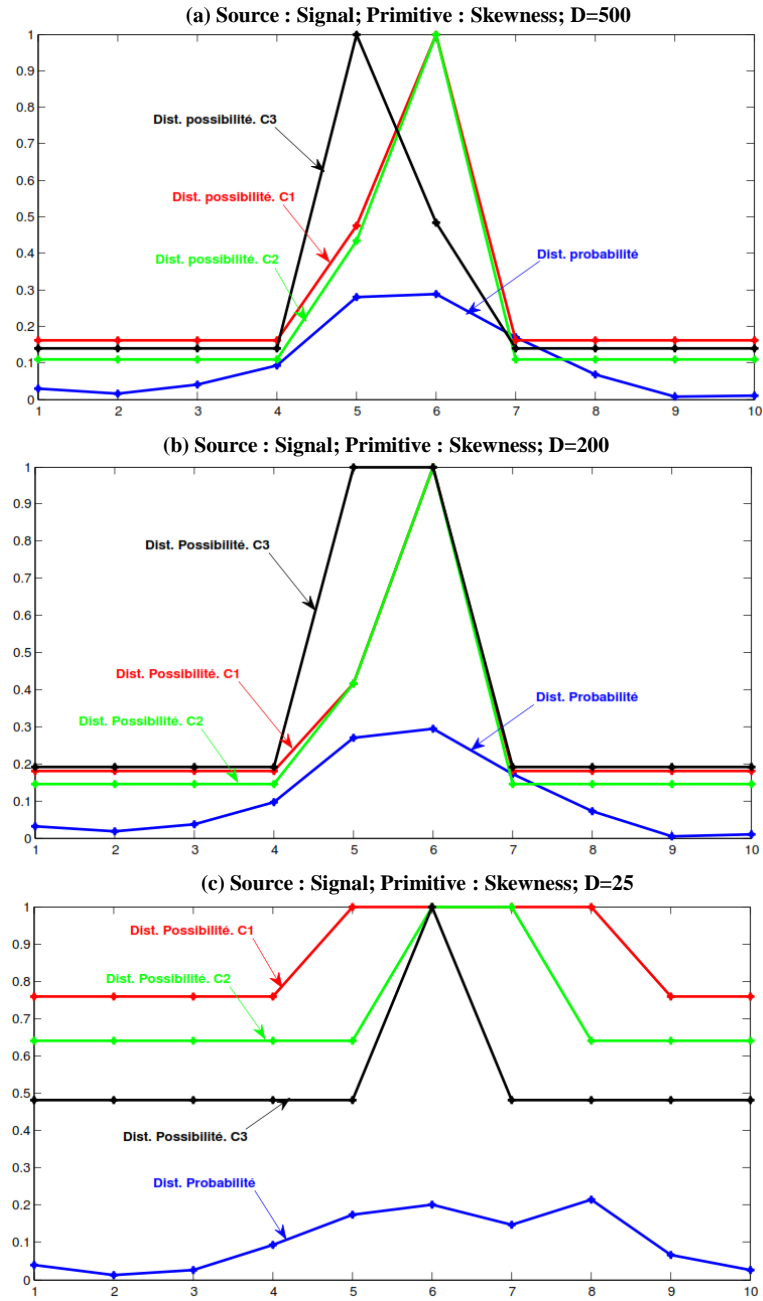 (a) Source : Signal; Primitive : Skewness; D=500
1
0.9
0.8
0.7
0.6
0.5
0.4
0.3
0.2
0.1
0
Dist. possibilité. C3
Dist. possibilité. C1
Dist. possibilité. C2
Dist. probabilité
1 2 3 4 5 6 7 8 9 10
(b) Source : Signal; Primitive : Skewness; D=200
1
0.9
0.8
0.7
0.6
0.5
0.4
0.3
0.2
0.1
0
Dist. Possibilité. C3
Dist. Possibilité. C1
Dist. Possibilité. C2
Dist. Probabilité
1 2 3 4 5 6 7 8 9 10
(c) Source : Signal; Primitive : Skewness; D=25
1
0.9
0.8
0.7
0.6
0.5
0.4
0.3
0.2
0.1
0
Dist. Possibilité. C1
Dist. Possibilité. C2
Dist. Possibilité. C3
Dist. Probabilité
1 2 3 4 5 6 7 8 9 10